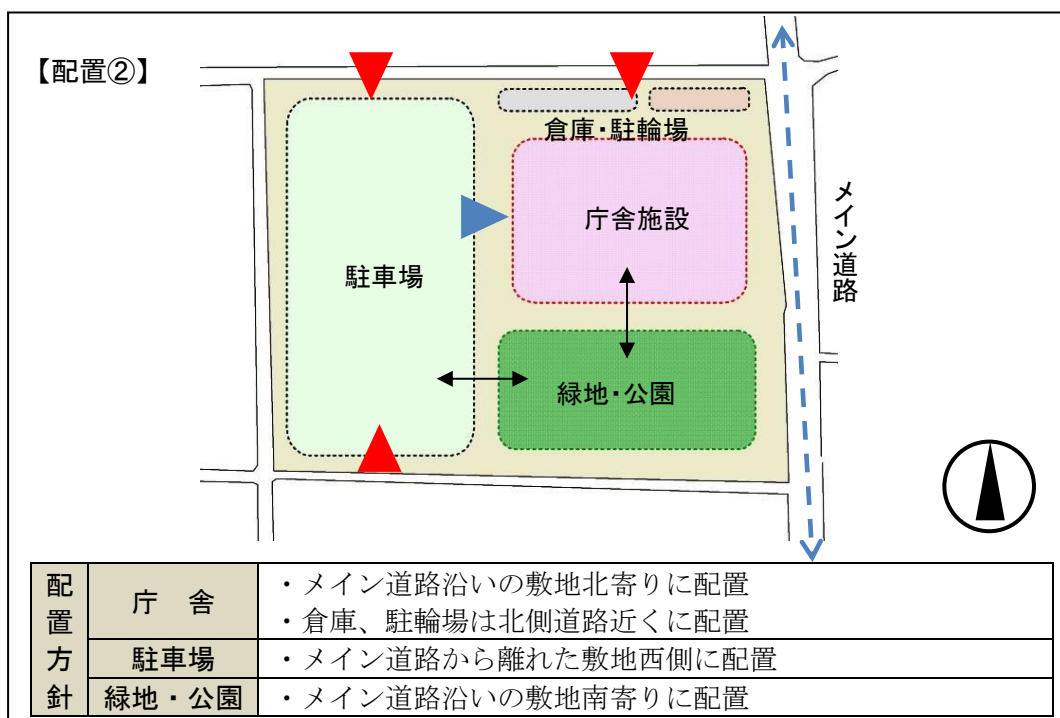 【配置②】
倉庫・駐輪場
庁舎施設
メイン道路
駐車場
緑地・公園
配置方針
庁 舎
・メイン道路沿いの敷地北寄りに配置
・倉庫、駐輪場は北側道路近くに配置
駐車場
・メイン道路から離れた敷地西側に配置
緑地・公園
・メイン道路沿いの敷地南寄りに配置